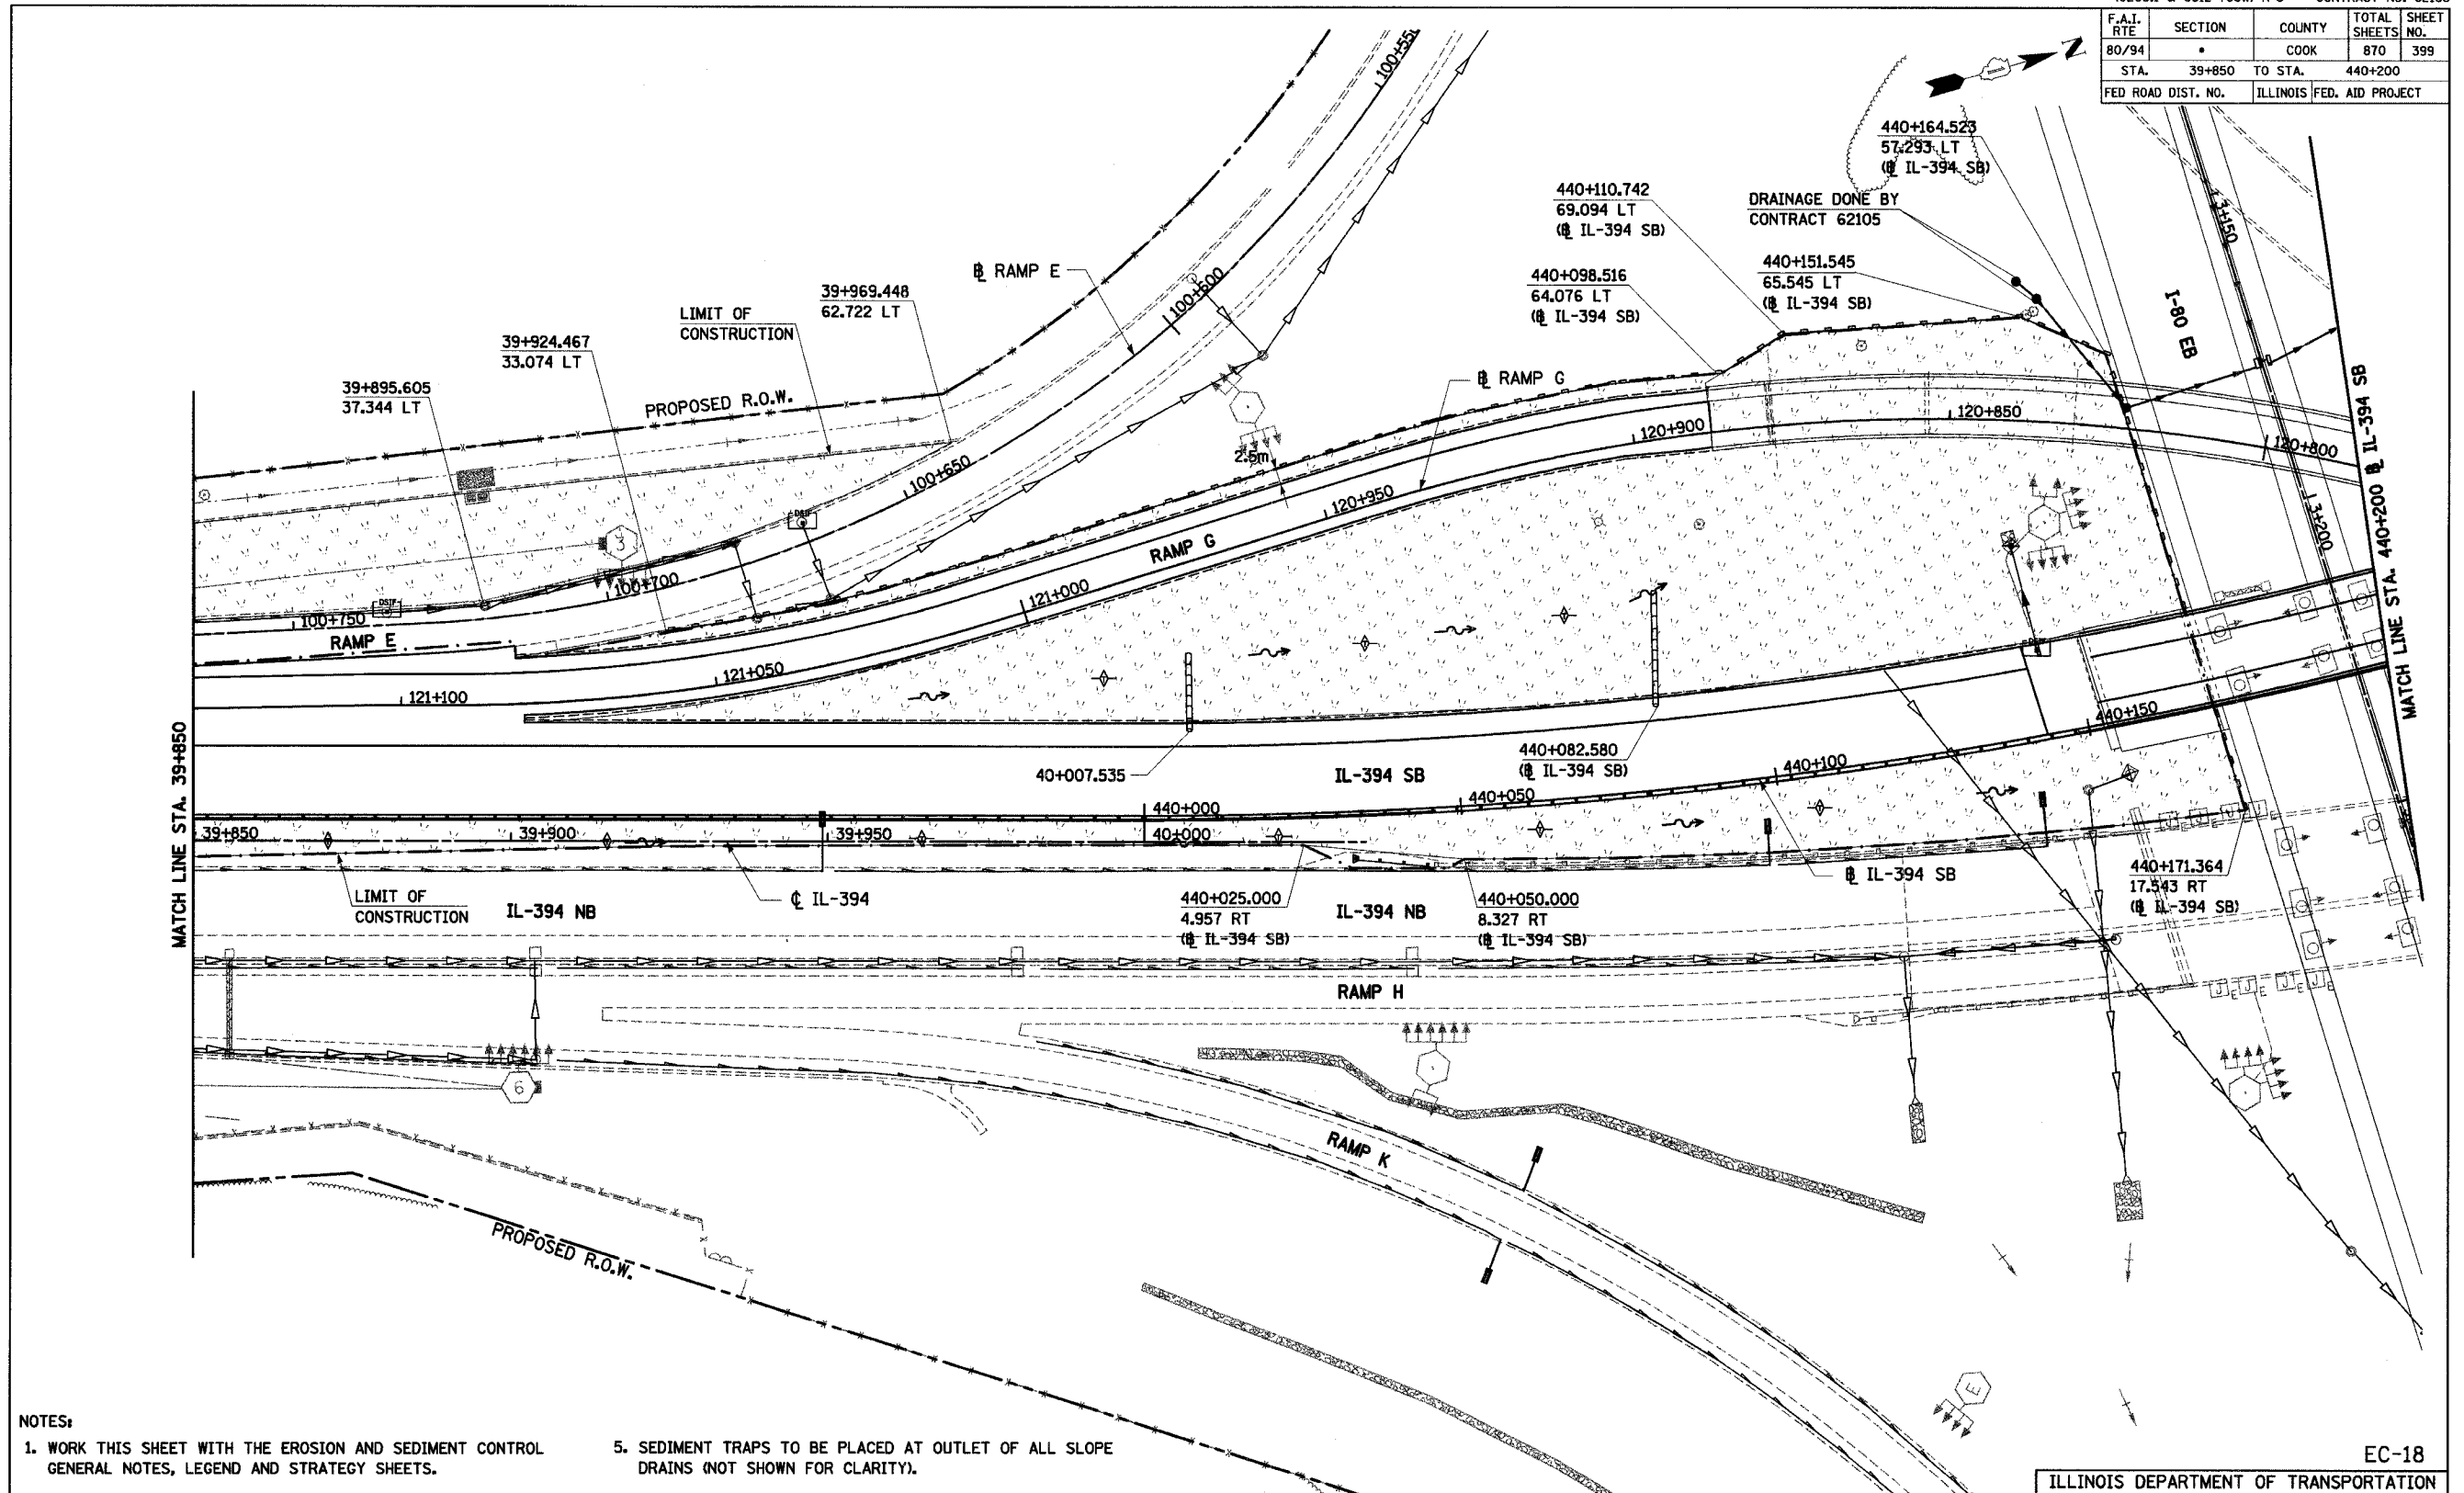 F.A.I. RTE SECTION COUNTY TOTAL SHEETS SHEET NO.
80/94 • COOK 870 399
STA. 39+850 TO STA. 440+200
FED ROAD DIST. NO. ILLINOIS FED. AID PROJECT
100+550
440+164.523
57.293 LT
(℄ IL-394 SB)
440+110.742
69.094 LT
(B IL-394 SB)
DRAINAGE DONE BY
CONTRACT 62105
3+150
440+098.516
64.076 LT
(B IL-394 SB)
440+151.545
65.545 LT
(B IL-394 SB)
I-80 EB
B RAMP E
100+600
39+969.448
62.722 LT
LIMIT OF
CONSTRUCTION
39+924.467
33.074 LT
39+895.605
37.344 LT
PROPOSED R.O.W.
B RAMP G
120+850
120+900
120+800
2.5m
100+650
120+950
3+200
3
RAMP G
100+700
121+000
100+750
RAMP E
121+050
121+100
MATCH LINE STA. 440+200 B IL-394 SB
MATCH LINE STA. 39+850
440+150
440+082.580
(B IL-394 SB)
40+007.535
IL-394 SB
440+100
440+050
440+000
39+850
39+900
39+950
40+000
LIMIT OF
CONSTRUCTION
IL-394 NB
℄ IL-394
440+025.000
4.957 RT
(B IL-394 SB)
IL-394 NB
440+050.000
8.327 RT
(B IL-394 SB)
B IL-394 SB
440+171.364
17.543 RT
(B IL-394 SB)
RAMP H
6
RAMP K
PROPOSED R.O.W.
E
NOTES:
1. WORK THIS SHEET WITH THE EROSION AND SEDIMENT CONTROL
GENERAL NOTES, LEGEND AND STRATEGY SHEETS.
5. SEDIMENT TRAPS TO BE PLACED AT OUTLET OF ALL SLOPE
DRAINS (NOT SHOWN FOR CLARITY).
EC-18
ILLINOIS DEPARTMENT OF TRANSPORTATION